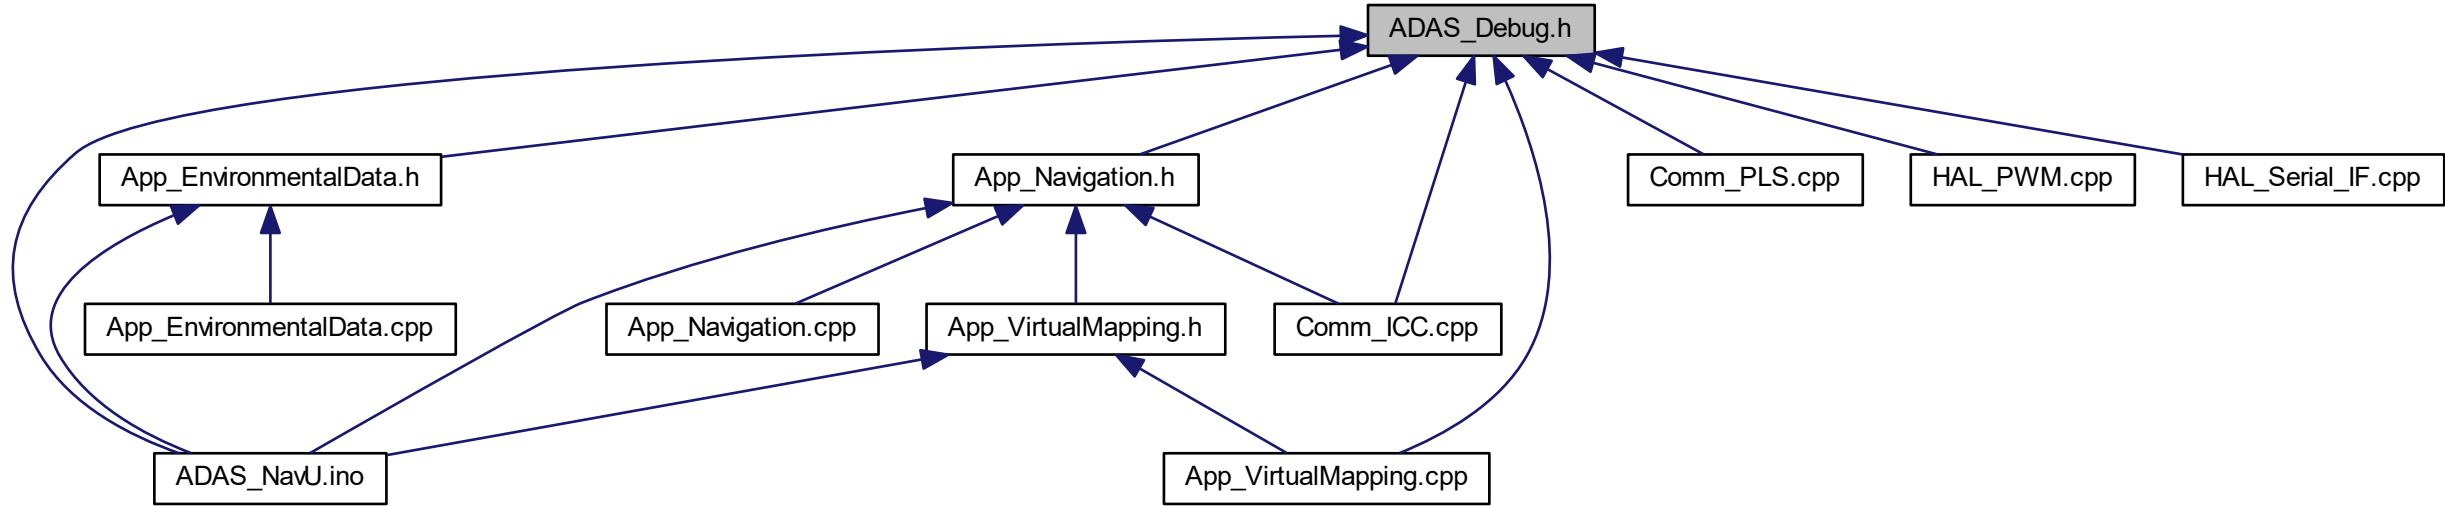 ADAS_Debug.h
App_EnvironmentalData.h
App_Navigation.h
Comm_PLS.cpp
HAL_PWM.cpp
HAL_Serial_IF.cpp
App_EnvironmentalData.cpp
App_Navigation.cpp
App_VirtualMapping.h
Comm_ICC.cpp
ADAS_NavU.ino
App_VirtualMapping.cpp